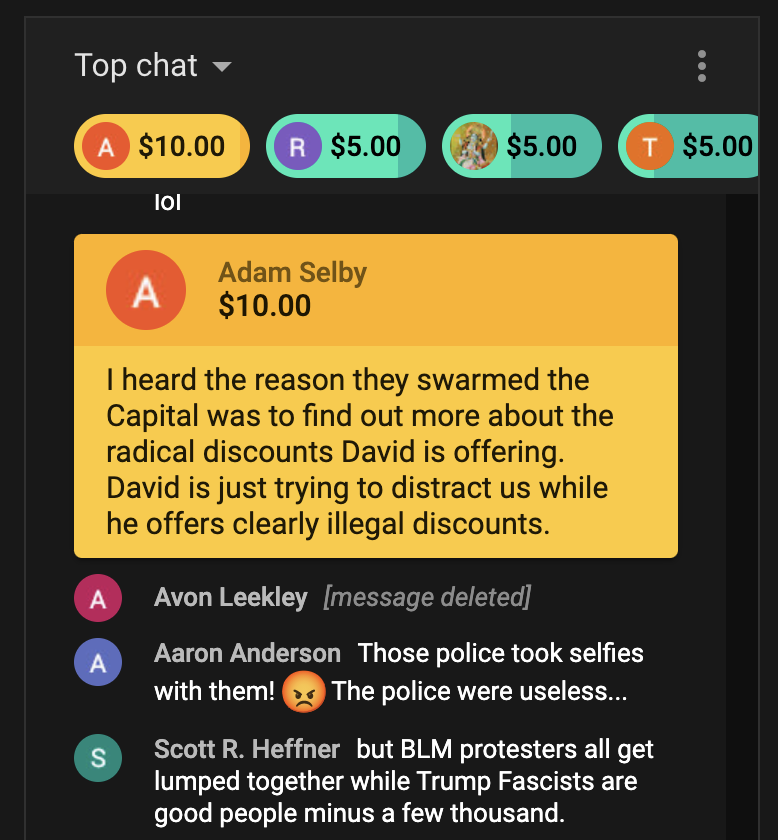 Top chat
A $10.00 R $5.00 $5.00 T $5.00
lol
A
Adam Selby
$10.00
I heard the reason they swarmed the
Capital was to find out more about the
radical discounts David is offering.
David is just trying to distract us while
he offers clearly illegal discounts.
A Avon Leekley [message deleted]
A Aaron Anderson Those police took selfies
with them! 😡 The police were useless...
S Scott R. Heffner but BLM protesters all get
lumped together while Trump Fascists are
good people minus a few thousand.